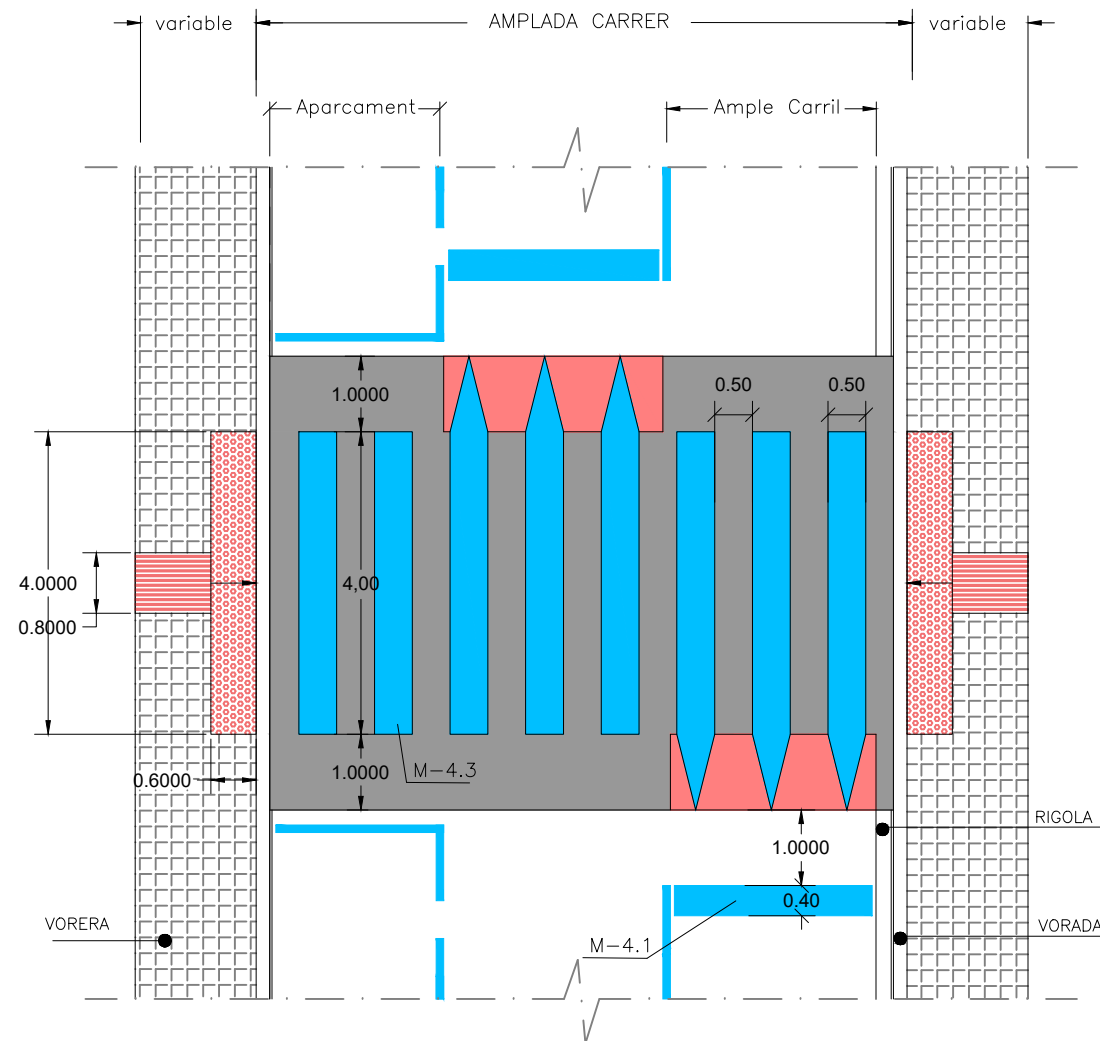 variable
AMPLADA CARRER
variable
Aparcament
Ample Carril
1.0000
0.50
0.50
4.0000
4,00
0.8000
0.6000
1.0000
M-4.3
RIGOLA
1.0000
0.40
VORERA
M-4.1
VORADA